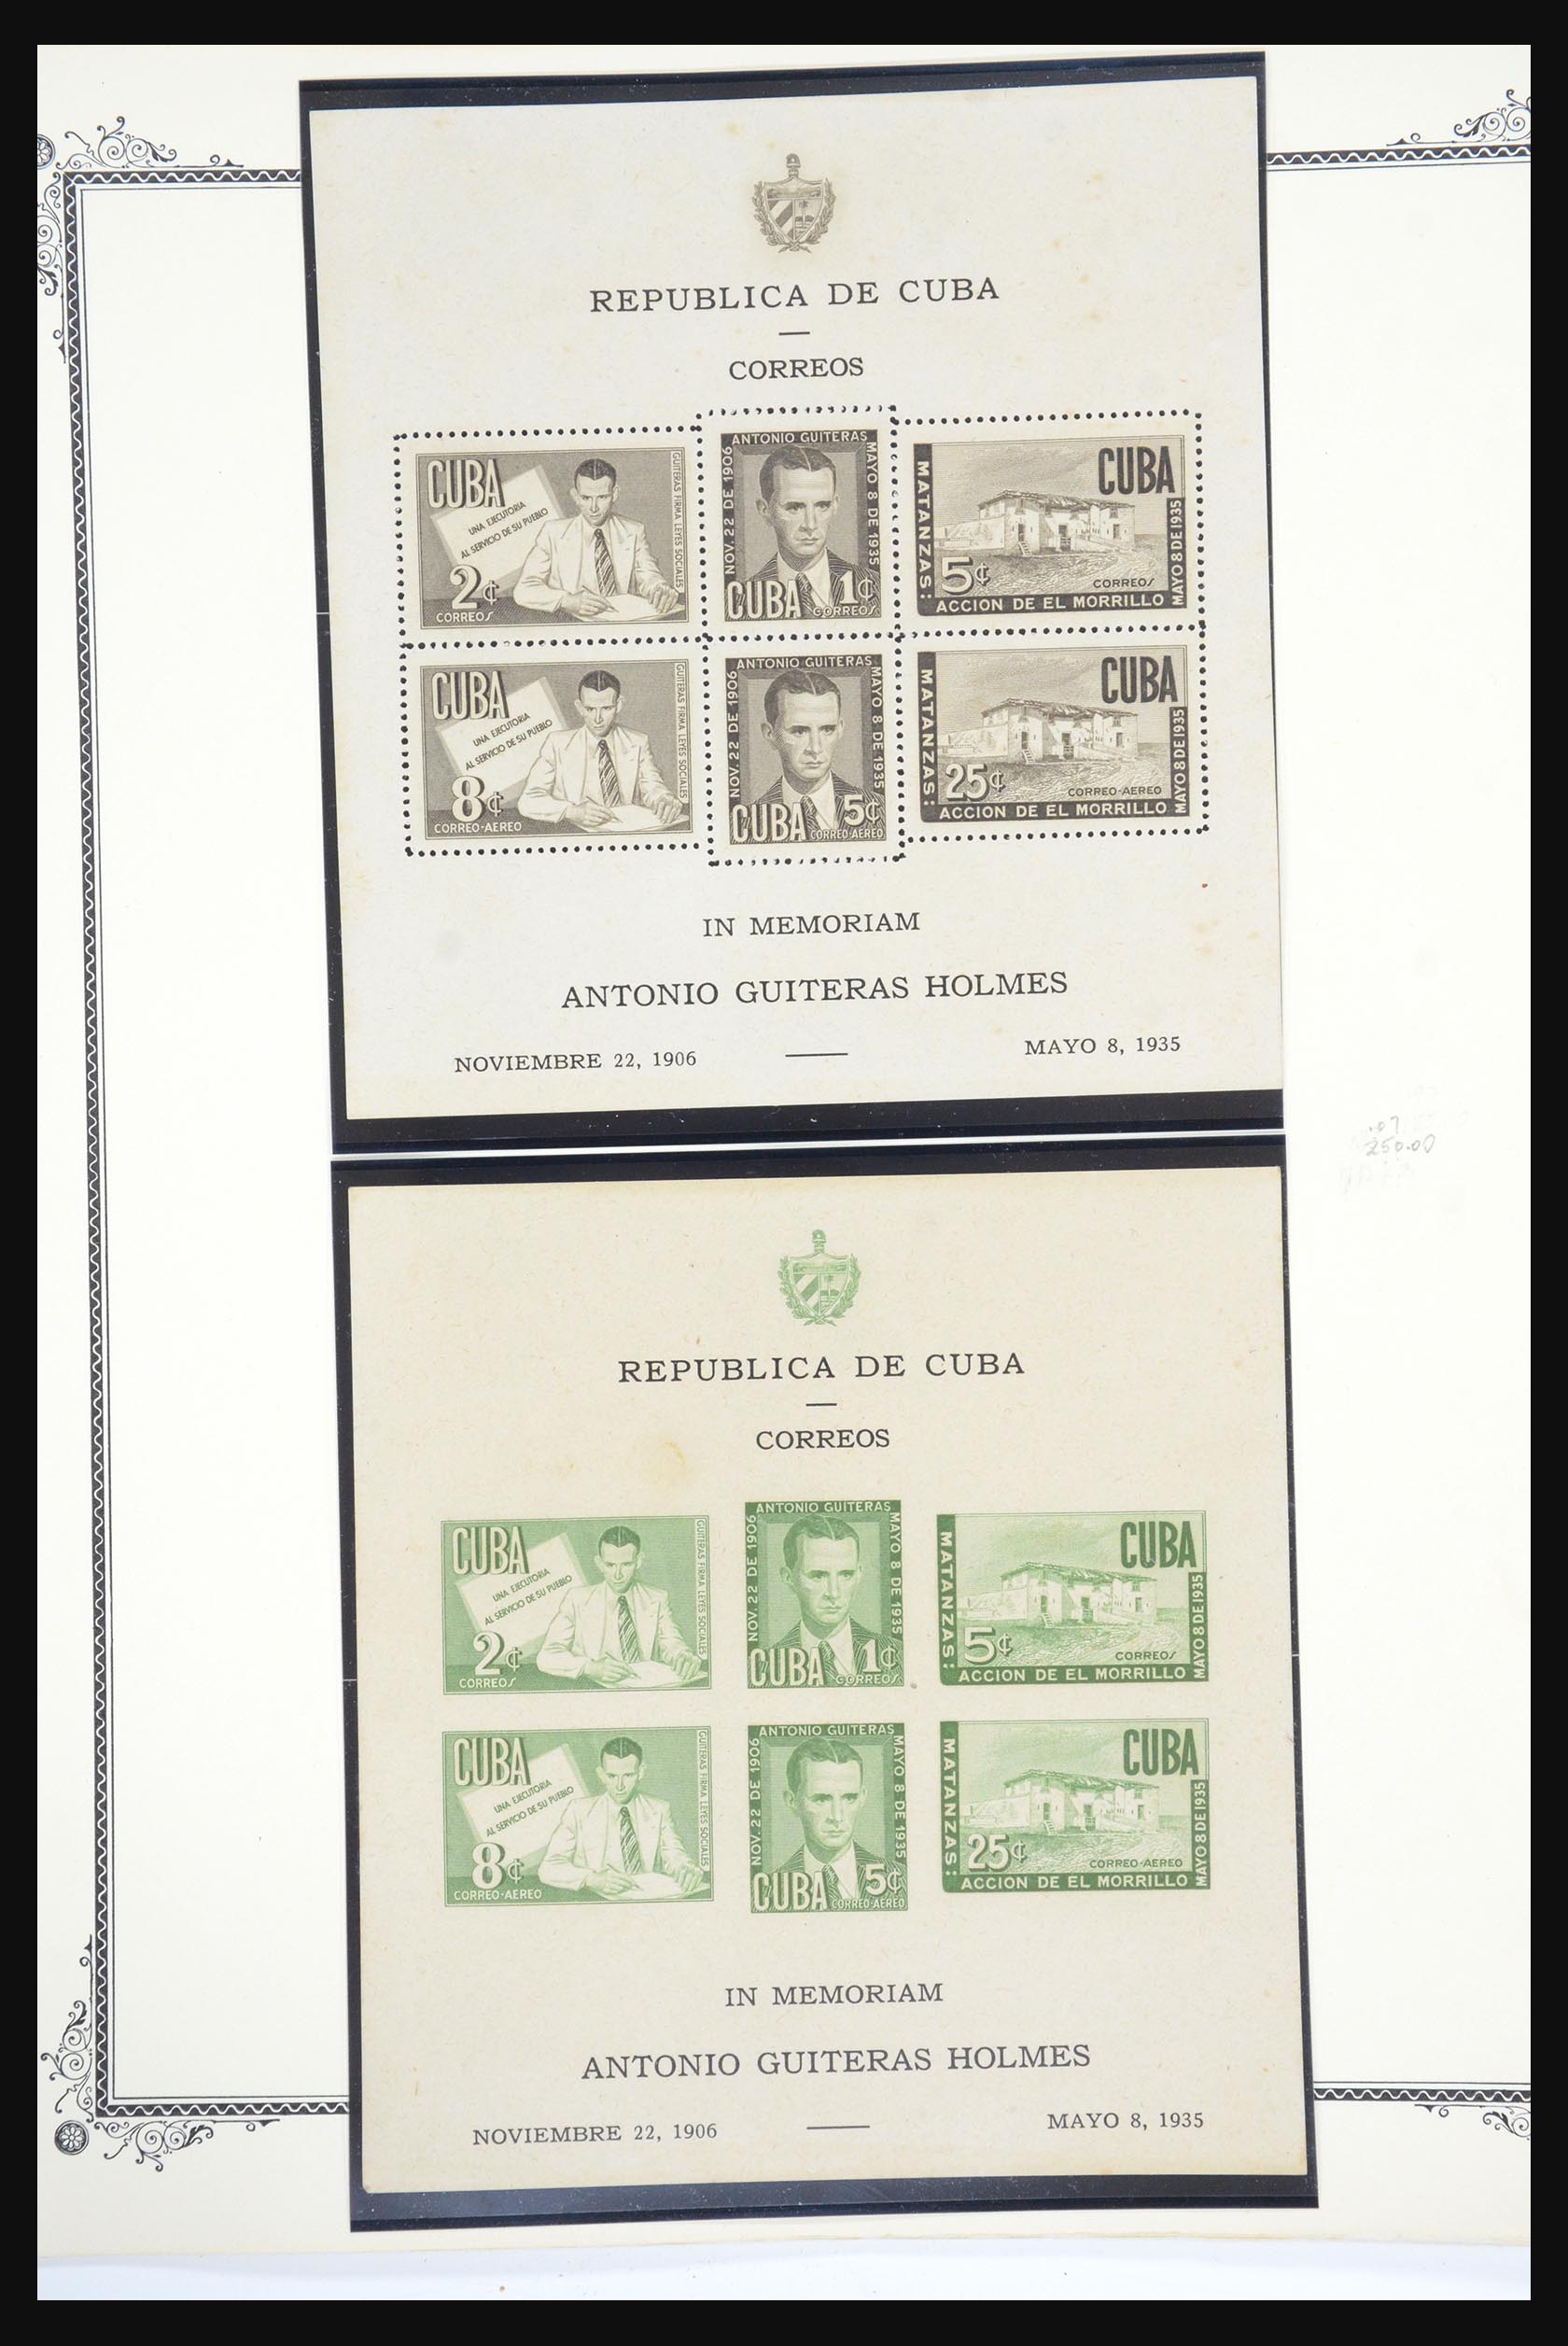 REPUBLICA DE CUBA
CORREOS
CUBA
UNA EJECUTORIA
AL SERVICIO DE SU PUEBLO
2¢
CORREOS
GUITERAS FIRMA LEYES SOCIALES
ANTONIO GUITERAS
NOV. 22 DE 1906
MAYO 8 DE 1935
CUBA 1¢
CORREOS
MATANZAS:
CUBA
5¢
CORREOS
ACCION DE EL MORRILLO
MAYO 8 DE 1935
CUBA
UNA EJECUTORIA
AL SERVICIO DE SU PUEBLO
8¢
CORREO-AEREO
GUITERAS FIRMA LEYES SOCIALES
ANTONIO GUITERAS
NOV. 22 DE 1906
MAYO 8 DE 1935
CUBA 5¢
CORREO-AEREO
MATANZAS:
CUBA
25¢
CORREO-AEREO
ACCION DE EL MORRILLO
MAYO 8 DE 1935
IN MEMORIAM
ANTONIO GUITERAS HOLMES
NOVIEMBRE 22, 1906
MAYO 8, 1935
250.00
REPUBLICA DE CUBA
CORREOS
CUBA
UNA EJECUTORIA
AL SERVICIO DE SU PUEBLO
2¢
CORREOS
GUITERAS FIRMA LEYES SOCIALES
ANTONIO GUITERAS
NOV. 22 DE 1906
MAYO 8 DE 1935
CUBA 1¢
CORREOS
MATANZAS:
CUBA
5¢
CORREOS
ACCION DE EL MORRILLO
MAYO 8 DE 1935
CUBA
UNA EJECUTORIA
AL SERVICIO DE SU PUEBLO
8¢
CORREO-AEREO
GUITERAS FIRMA LEYES SOCIALES
ANTONIO GUITERAS
NOV. 22 DE 1906
MAYO 8 DE 1935
CUBA 5¢
CORREO-AEREO
MATANZAS:
CUBA
25¢
CORREO-AEREO
ACCION DE EL MORRILLO
MAYO 8 DE 1935
IN MEMORIAM
ANTONIO GUITERAS HOLMES
NOVIEMBRE 22, 1906
MAYO 8, 1935